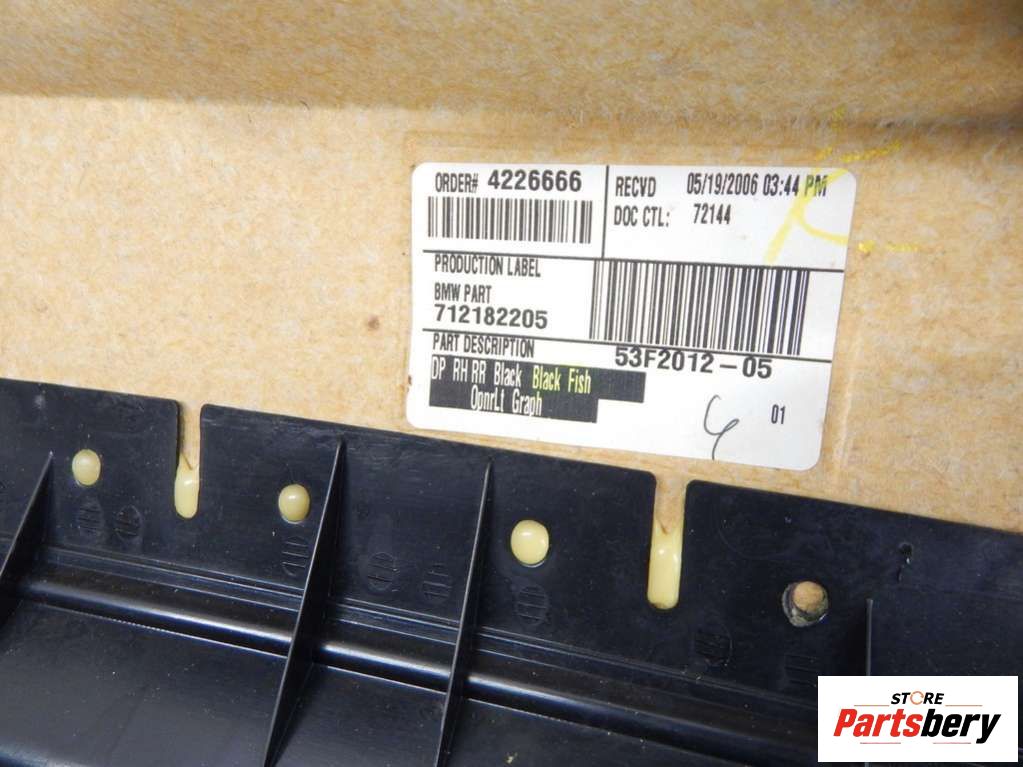 ORDER# 4226666
RECVD 05/19/2006 03:44 PM
DOC CTL: 72144
PRODUCTION LABEL
BMW PART
712182205
PART DESCRIPTION
53F2012-05
DP RH RR Black Black Fish
OpnrLt Graph
01
STORE
Partsbery